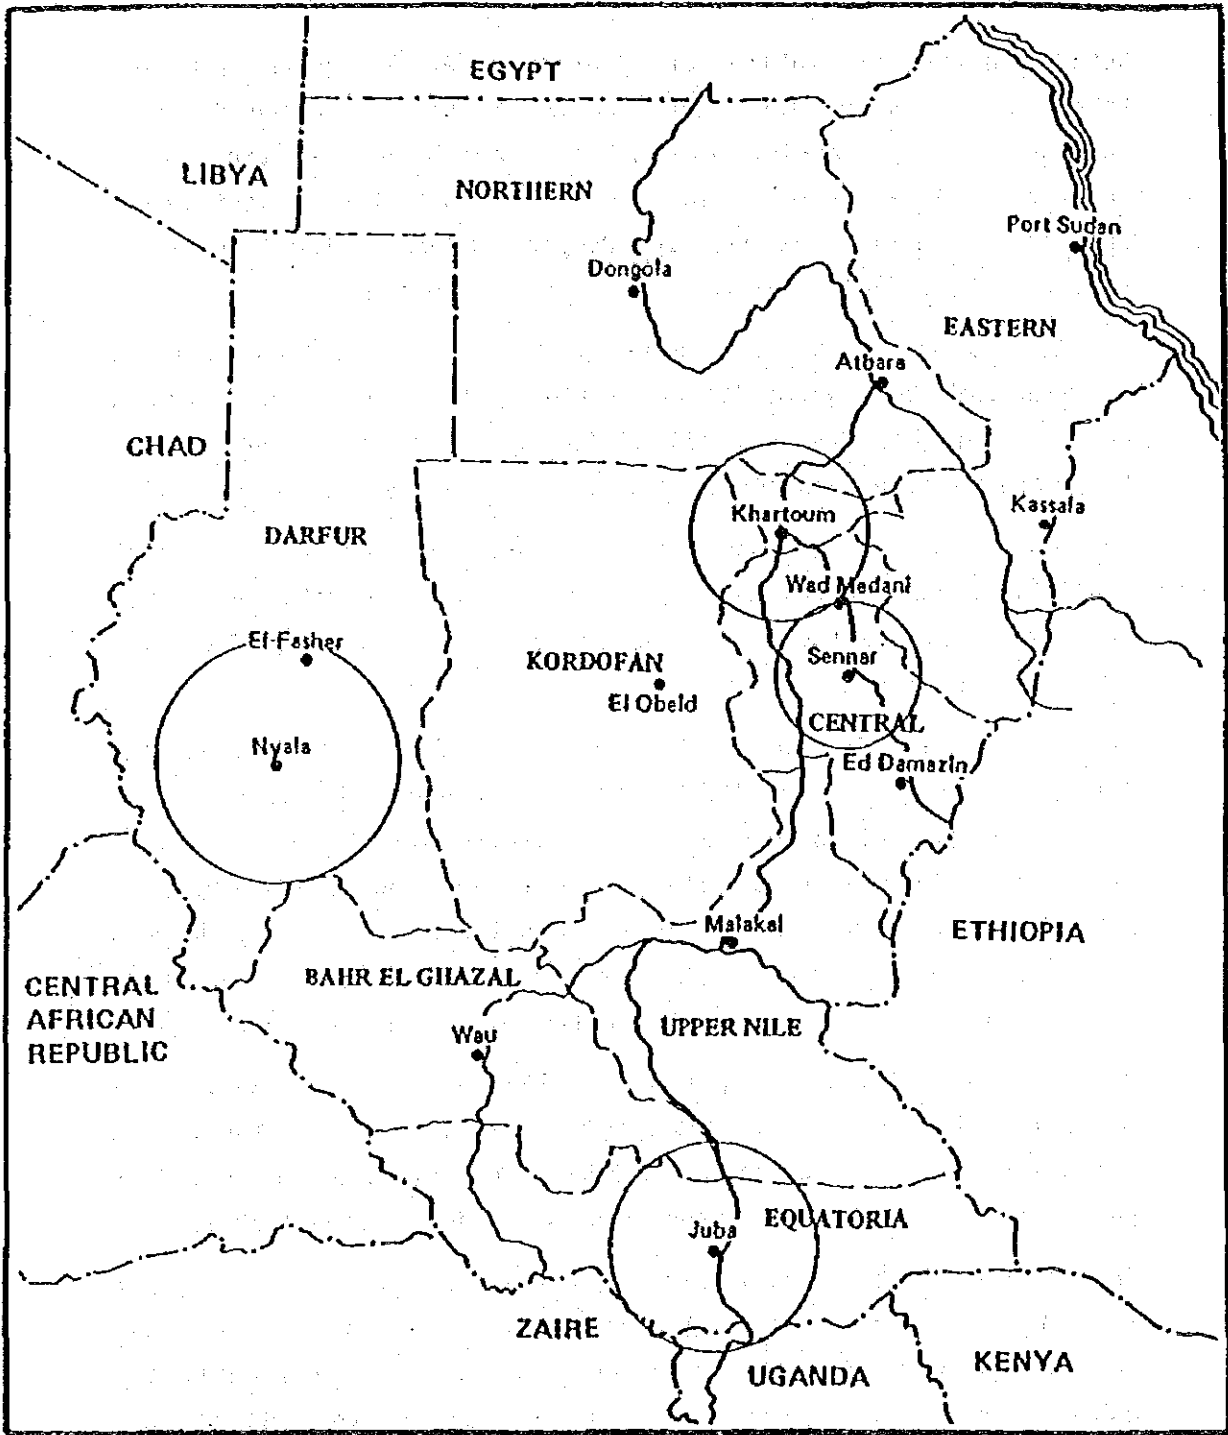 EGYPT
LIBYA
NORTHERN
Port Sudan
Dongola
EASTERN
Atbara
CHAD
Khartoum
Kassala
DARFUR
Wad Medani
El-Fasher
KORDOFAN
Sennar
El Obeid
CENTRAL
Nyala
Ed Damazin
Malakal
ETHIOPIA
BAHR EL GHAZAL
CENTRAL
AFRICAN
REPUBLIC
UPPER NILE
Wau
EQUATORIA
Juba
ZAIRE
UGANDA
KENYA